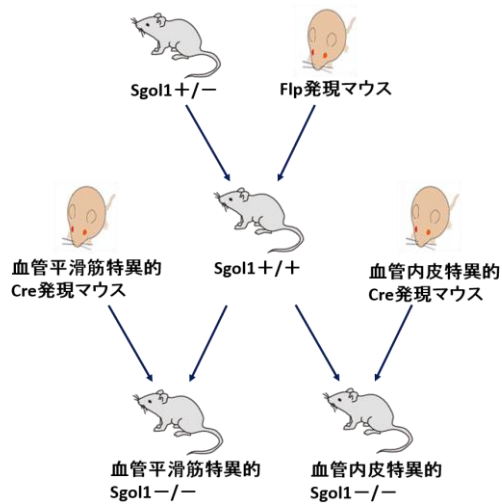 Sgol1+/－
Flp発現マウス
血管平滑筋特異的
Cre発現マウス
Sgol1+/+
血管内皮特異的
Cre発現マウス
血管平滑筋特異的
Sgol1－/－
血管内皮特異的
Sgol1－/－